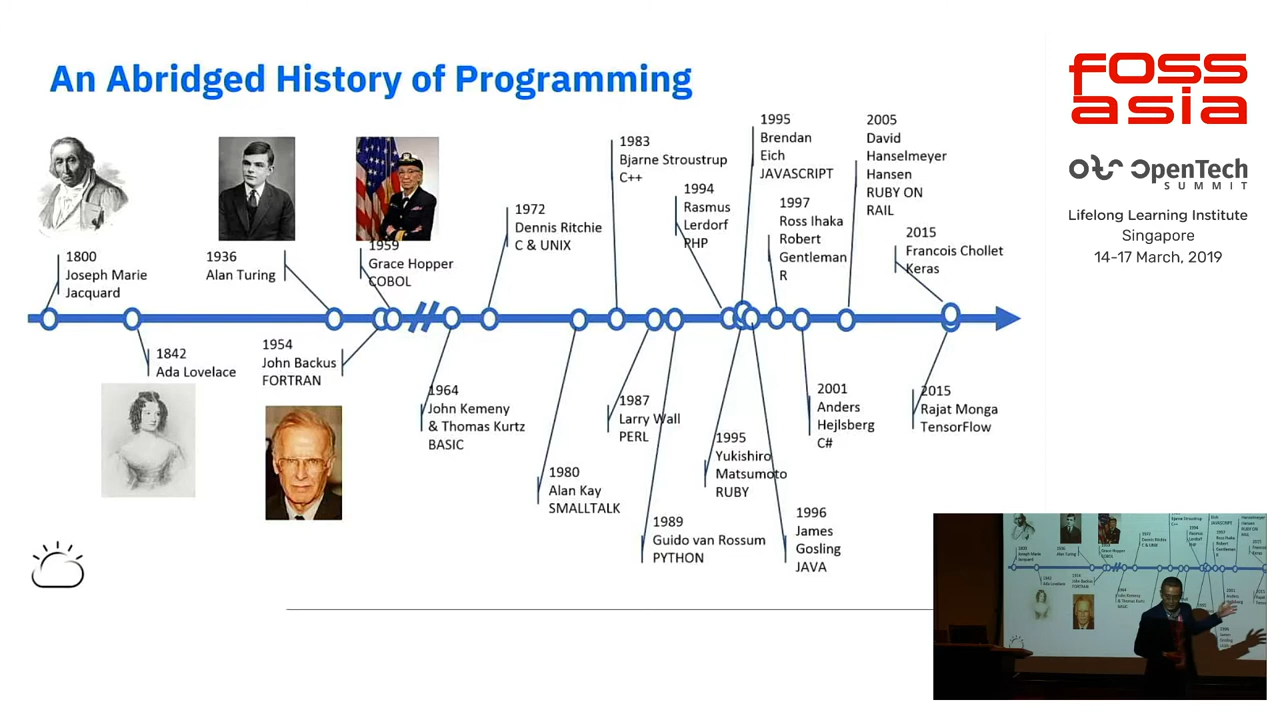 An Abridged History of Programming
FOSS
asia
OpenTech
SUMMIT
Lifelong Learning Institute
Singapore
14-17 March, 2019
1800
Joseph Marie
Jacquard
1842
Ada Lovelace
1936
Alan Turing
1954
John Backus
FORTRAN
1959
Grace Hopper
COBOL
1964
John Kemeny
& Thomas Kurtz
BASIC
1972
Dennis Ritchie
C & UNIX
1980
Alan Kay
SMALLTALK
1983
Bjarne Stroustrup
C++
1987
Larry Wall
PERL
1989
Guido van Rossum
PYTHON
1994
Rasmus
Lerdorf
PHP
1995
Brendan
Eich
JAVASCRIPT
1995
Yukishiro
Matsumoto
RUBY
1996
James
Gosling
JAVA
1997
Ross Ihaka
Robert
Gentleman
R
2001
Anders
Hejlsberg
C#
2005
David
Hanselmeyer
Hansen
RUBY ON
RAIL
2015
Francois Chollet
Keras
2015
Rajat Monga
TensorFlow